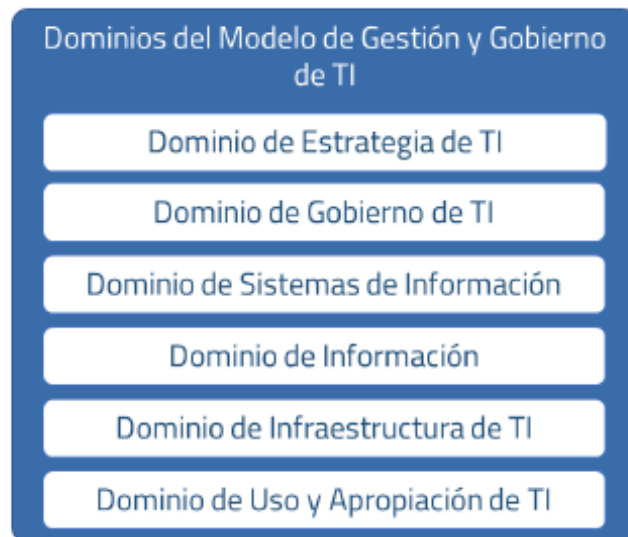 Dominios del Modelo de Gestión y Gobierno
de TI
Dominio de Estrategia de TI
Dominio de Gobierno de TI
Dominio de Sistemas de Información
Dominio de Información
Dominio de Infraestructura de TI
Dominio de Uso y Apropiación de TI